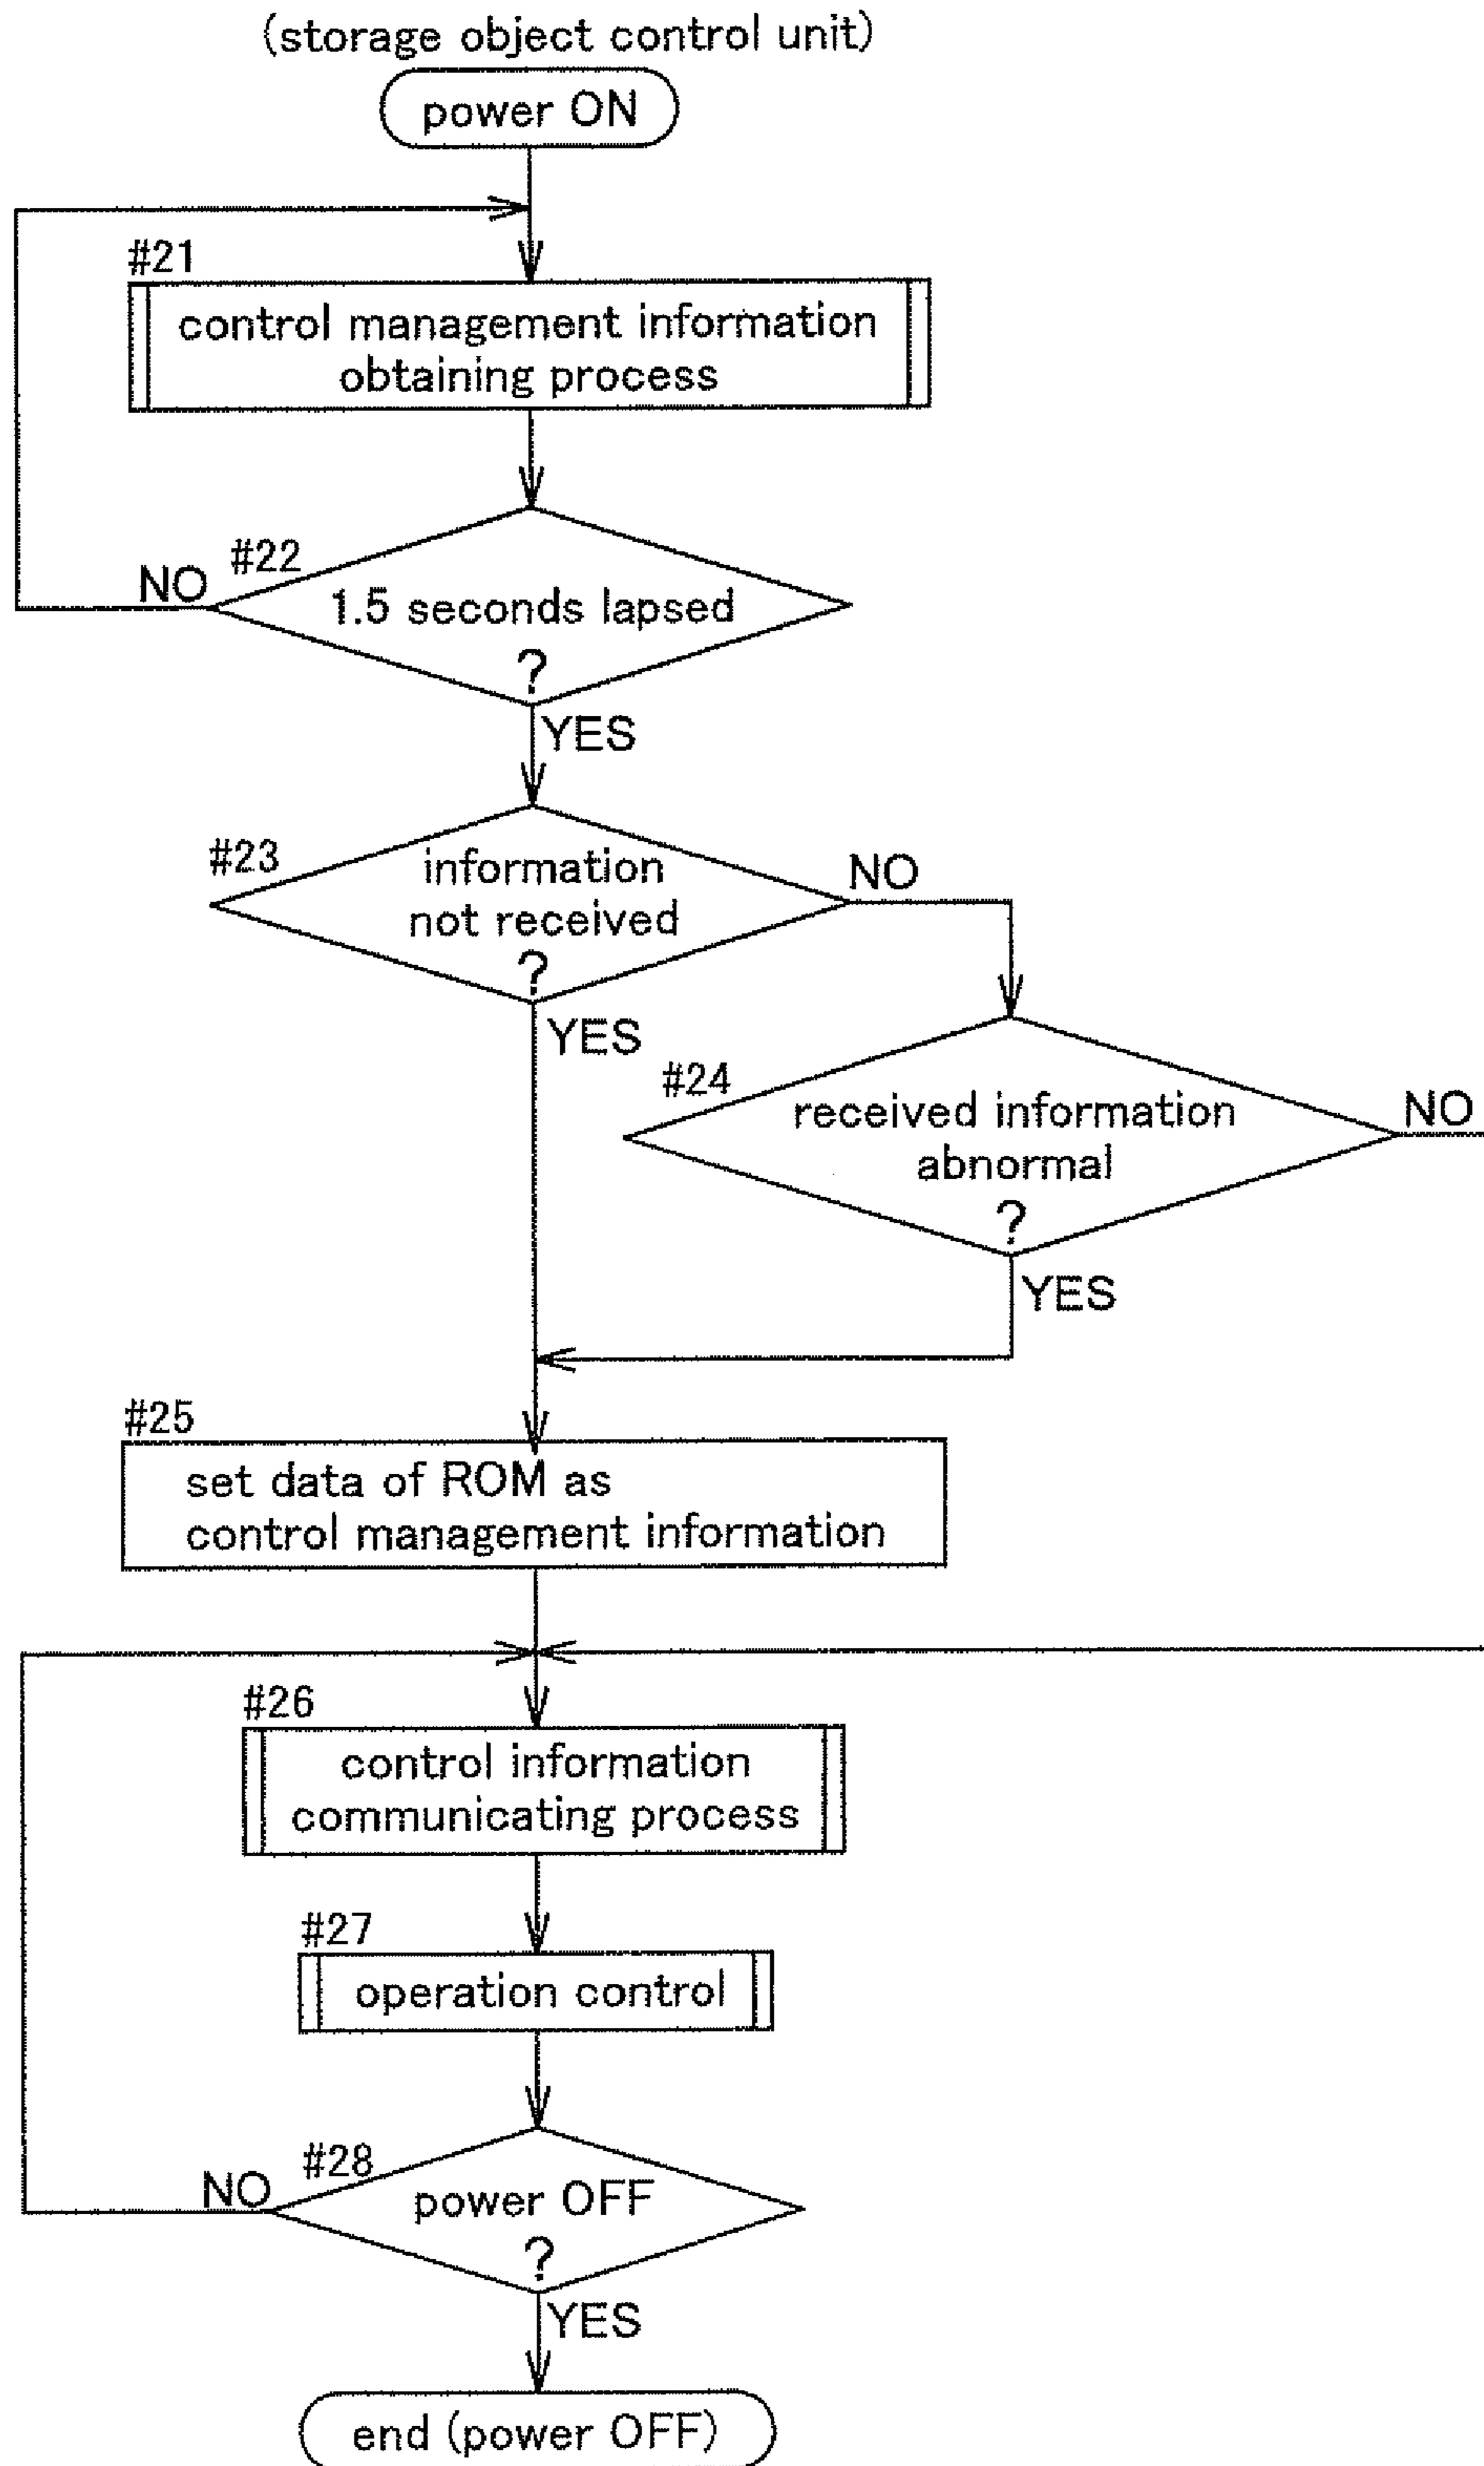 (storage object control unit)
power ON
#21
control management information
obtaining process
#22
NO
1.5 seconds lapsed
?
YES
#23
information
not received
?
NO
YES
#24
received information
abnormal
?
NO
YES
#25
set data of ROM as
control management information
#26
control information
communicating process
#27
operation control
#28
NO
power OFF
?
YES
end (power OFF)